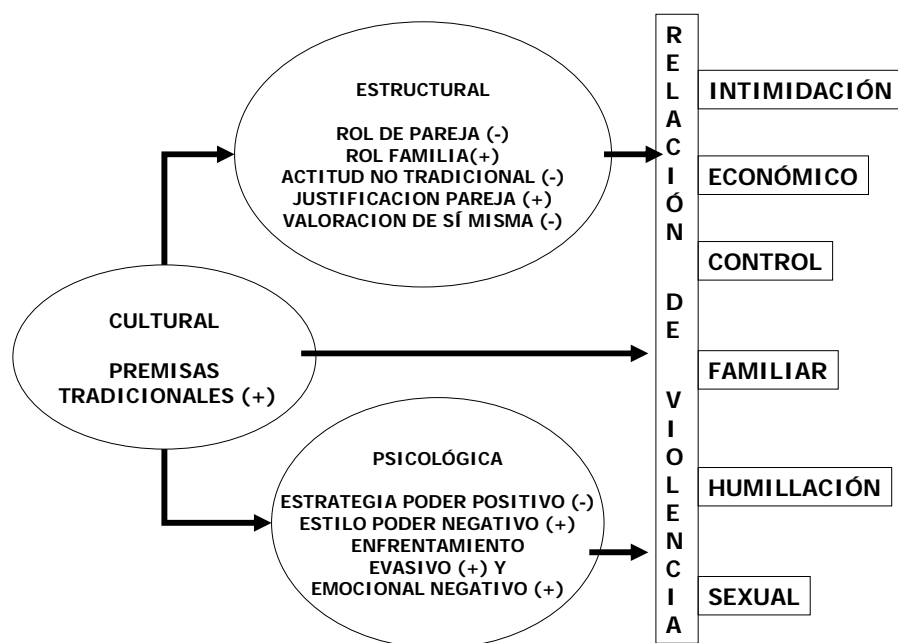 ESTRUCTURAL
ROL DE PAREJA (-)
ROL FAMILIA(+)
ACTITUD NO TRADICIONAL (-)
JUSTIFICACION PAREJA (+)
VALORACION DE SÍ MISMA (-)
CULTURAL
PREMISAS
TRADICIONALES (+)
PSICOLÓGICA
ESTRATEGIA PODER POSITIVO (-)
ESTILO PODER NEGATIVO (+)
ENFRENTAMIENTO
EVASIVO (+) Y
EMOCIONAL NEGATIVO (+)
RELACIÓN DE VIOLENCIA
INTIMIDACIÓN
ECONÓMICO
CONTROL
FAMILIAR
HUMILLACIÓN
SEXUAL